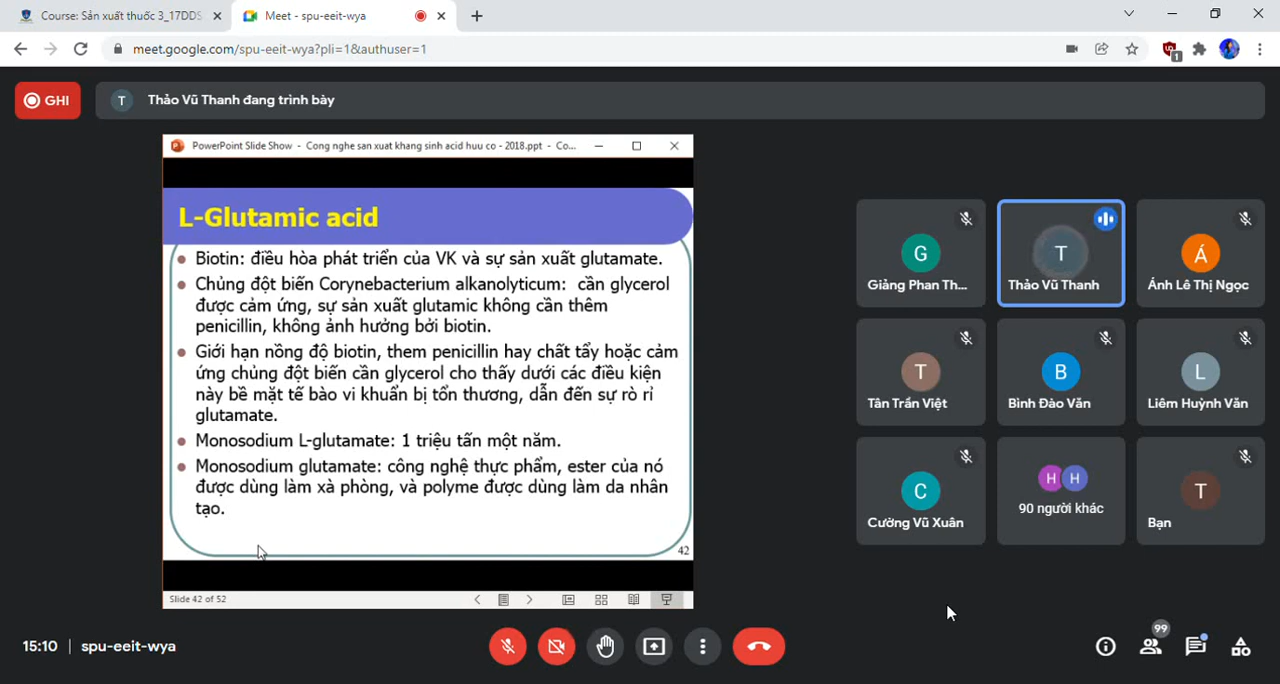 Course: Sản xuất thuốc 3_17DDS
Meet - spu-eeit-wya
meet.google.com/spu-eeit-wya?pli=1&authuser=1
1
GHI
T
Thảo Vũ Thanh đang trình bày
PowerPoint Slide Show - Cong nghe san xuat khang sinh acid huu co - 2018.ppt - Co...
L-Glutamic acid
Biotin: điều hòa phát triển của VK và sự sản xuất glutamate.
Chủng đột biến Corynebacterium alkanolyticum: cần glycerol
được cảm ứng, sự sản xuất glutamic không cần thêm
penicillin, không ảnh hưởng bởi biotin.
Giới hạn nồng độ biotin, them penicillin hay chất tẩy hoặc cảm
ứng chủng đột biến cần glycerol cho thấy dưới các điều kiện
này bề mặt tế bào vi khuẩn bị tổn thương, dẫn đến sự rò rỉ
glutamate.
Monosodium L-glutamate: 1 triệu tấn một năm.
Monosodium glutamate: công nghệ thực phẩm, ester của nó
được dùng làm xà phòng, và polyme được dùng làm da nhân
tạo.
42
Slide 42 of 52
G
Giảng Phan Th...
T
Thảo Vũ Thanh
Á
Ánh Lê Thị Ngọc
T
Tân Trần Việt
B
Bình Đào Văn
L
Liêm Huỳnh Văn
C
Cường Vũ Xuân
H H
90 người khác
T
Bạn
15:10 | spu-eeit-wya
99